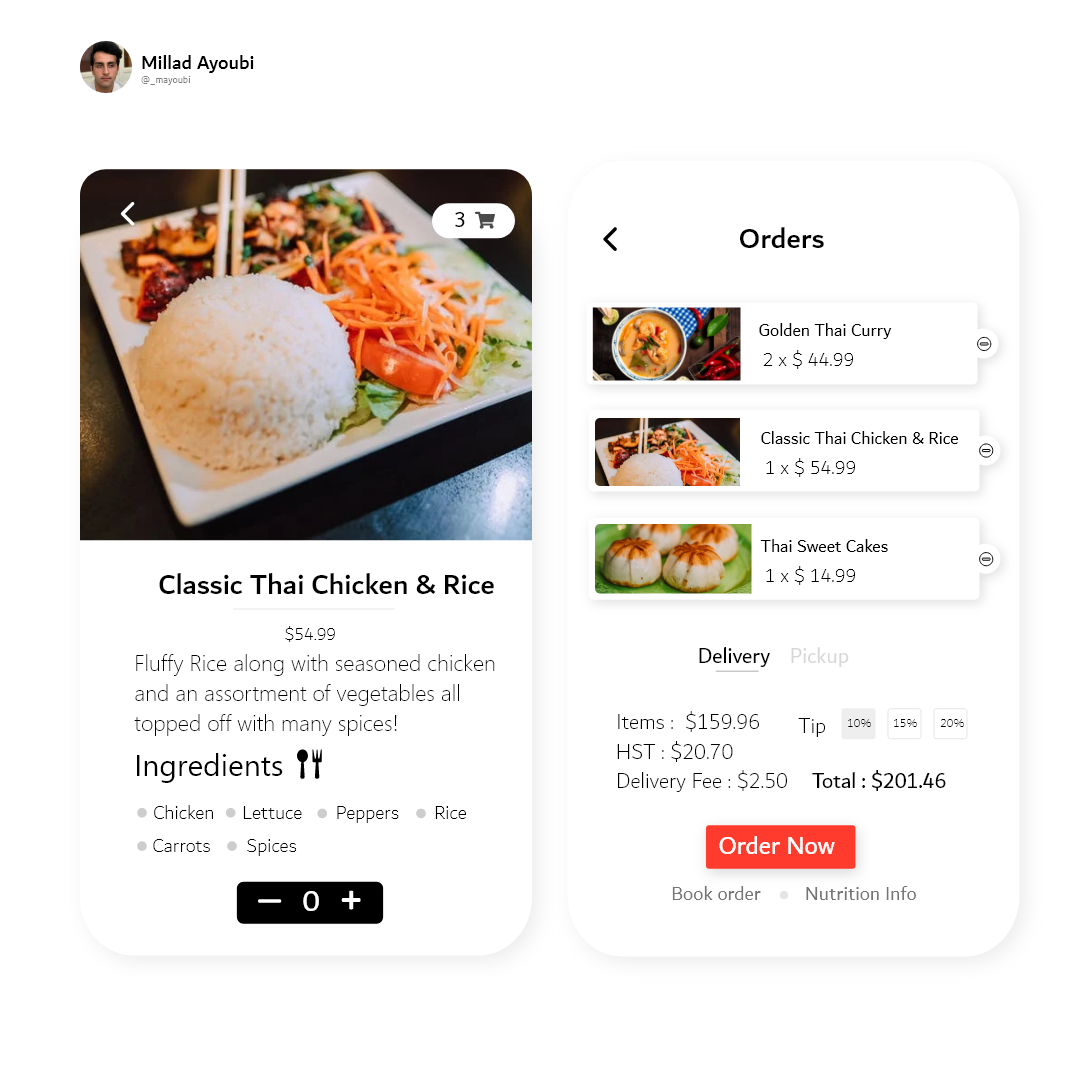 Millad Ayoubi
@_mayoubi
3
Classic Thai Chicken & Rice
$54.99
Fluffy Rice along with seasoned chicken
and an assortment of vegetables all
topped off with many spices!
Ingredients
Chicken Lettuce Peppers Rice
Carrots Spices
0
Orders
Golden Thai Curry
2 x $ 44.99
Classic Thai Chicken & Rice
1 x $ 54.99
Thai Sweet Cakes
1 x $ 14.99
Delivery Pickup
Items : $159.96 Tip 10% 15% 20%
HST : $20.70
Delivery Fee : $2.50 Total : $201.46
Order Now
Book order Nutrition Info